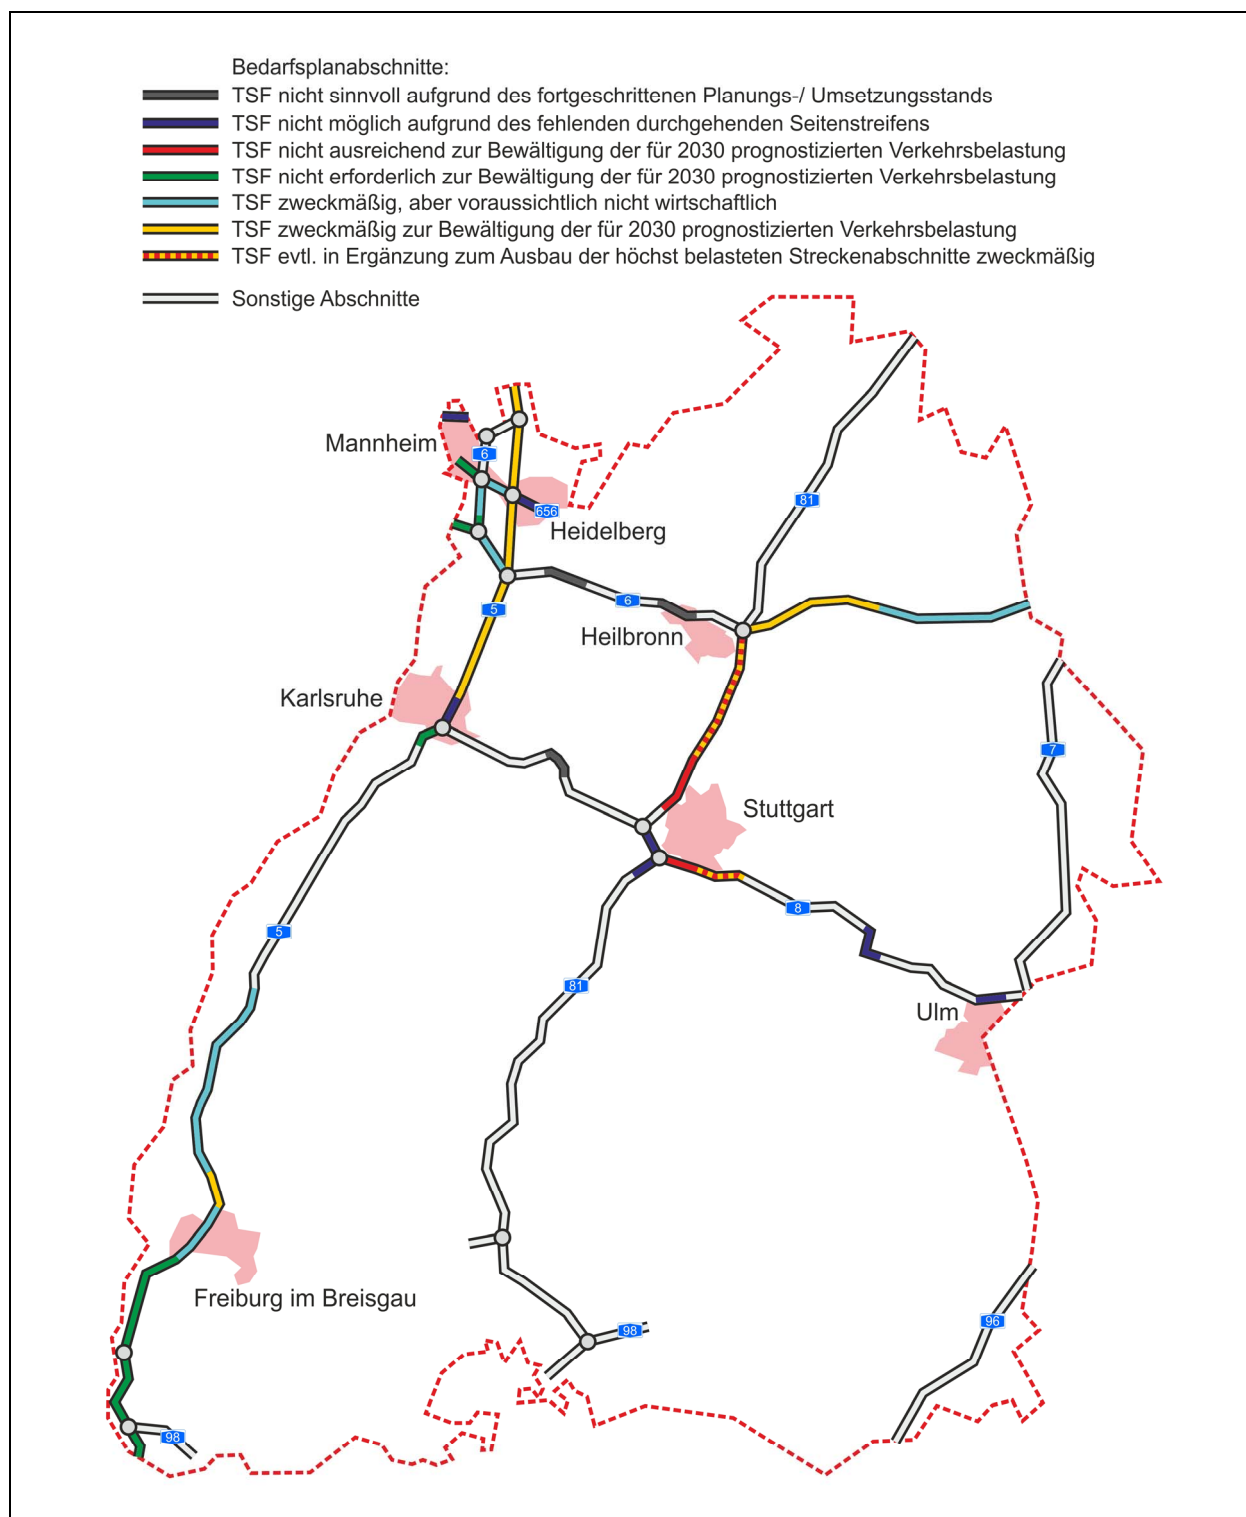 Bedarfsplanabschnitte:
TSF nicht sinnvoll aufgrund des fortgeschrittenen Planungs-/ Umsetzungsstands
TSF nicht möglich aufgrund des fehlenden durchgehenden Seitenstreifens
TSF nicht ausreichend zur Bewältigung der für 2030 prognostizierten Verkehrsbelastung
TSF nicht erforderlich zur Bewältigung der für 2030 prognostizierten Verkehrsbelastung
TSF zweckmäßig, aber voraussichtlich nicht wirtschaftlich
TSF zweckmäßig zur Bewältigung der für 2030 prognostizierten Verkehrsbelastung
TSF evtl. in Ergänzung zum Ausbau der höchst belasteten Streckenabschnitte zweckmäßig
Sonstige Abschnitte
Mannheim
6
81
656
Heidelberg
6
5
Heilbronn
Karlsruhe
7
Stuttgart
8
5
81
Ulm
Freiburg im Breisgau
96
98
98